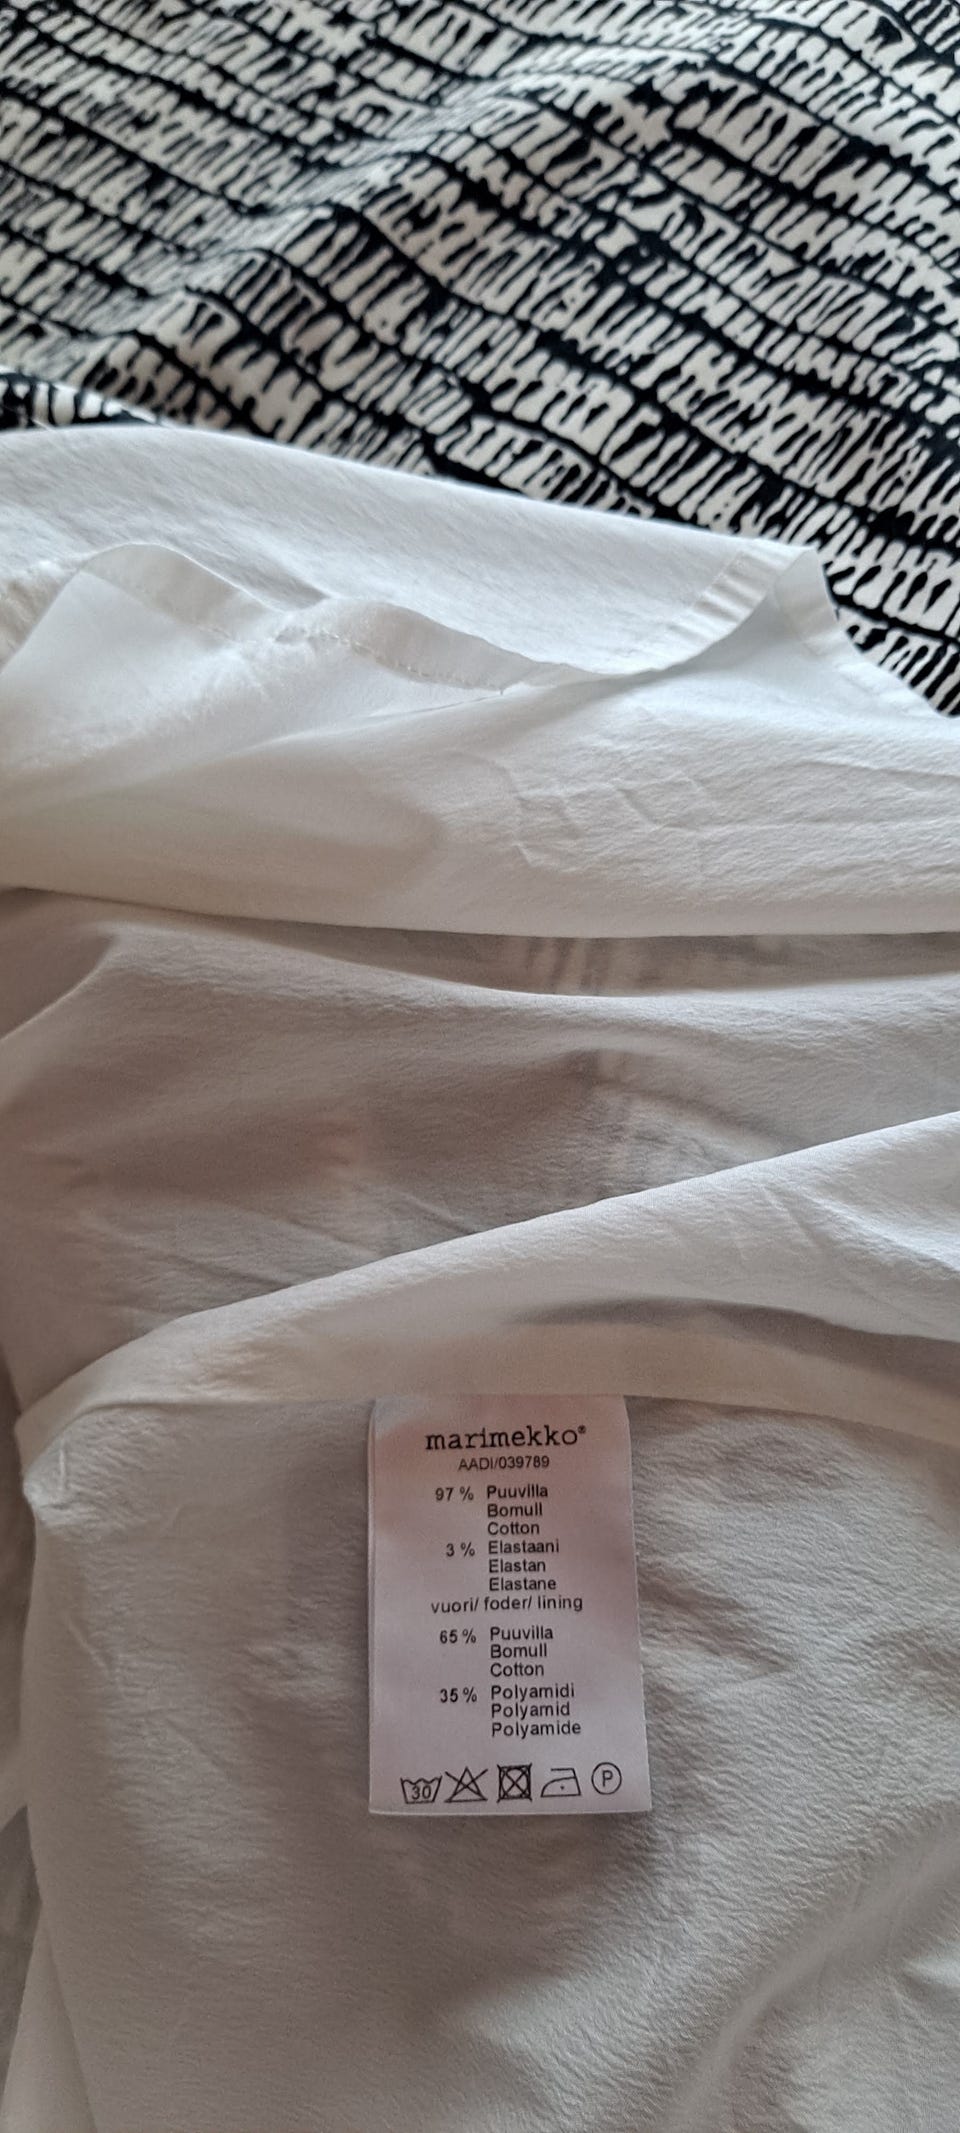 marimekko®
AADI/039789
97 % Puuvilla
Bomull
Cotton
3 % Elastaani
Elastan
Elastane
vuori/ foder/ lining
65 % Puuvilla
Bomull
Cotton
35 % Polyamidi
Polyamid
Polyamide
30 P